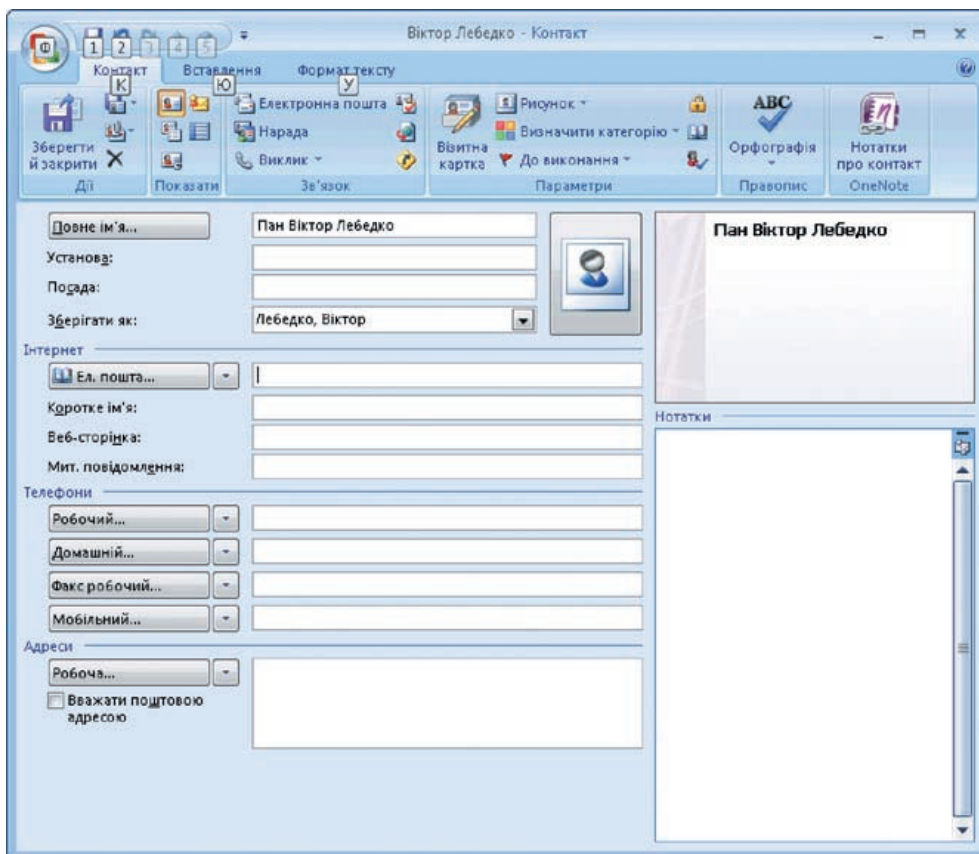 Віктор Лебедко - Контакт
Ф 1 2 3 4 5
Контакт Вставлення Формат тексту
К Ю У
Зберегти й закрити
Дії
Показати
Електронна пошта
Нарада
Виклик
Зв'язок
Візитна картка
Рисунок
Визначити категорію
До виконання
Параметри
ABC
Орфографія
Правопис
Нотатки про контакт
OneNote
Повне ім'я... Пан Віктор Лебедко
Установа:
Посада:
Зберігати як: Лебедко, Віктор
Пан Віктор Лебедко
Інтернет
Ел. пошта...
Коротке ім'я:
Веб-сторінка:
Мит. повідомлення:
Телефони
Робочий...
Домашній...
Факс робочий...
Мобільний...
Адреси
Робоча...
Вважати поштовою
адресою
Нотатки